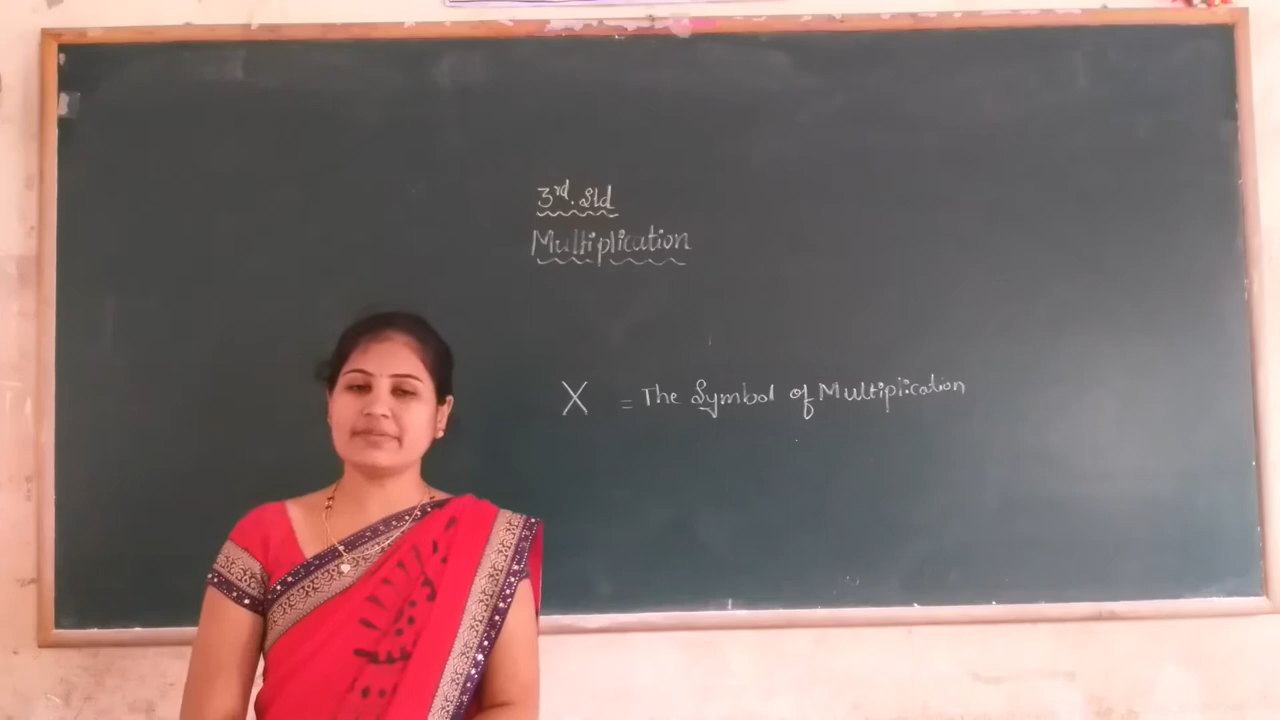 3rd. Std
Multiplication
X = The Symbol of Multiplication